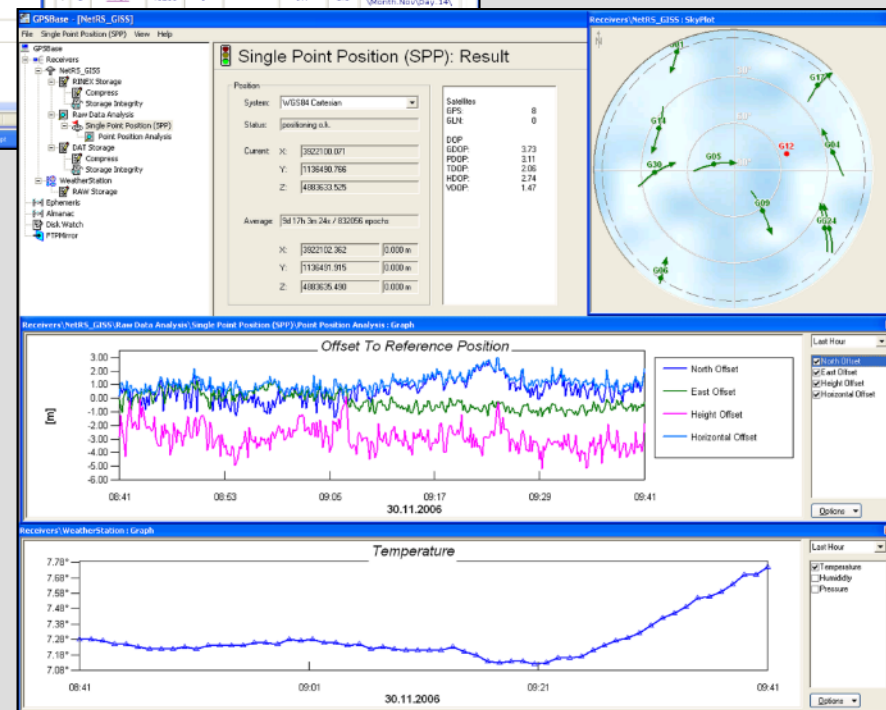 \Month.Nov\Day.14\
GPSBase - [NetRS_GISS]
File Single Point Position (SPP) View Help
GPSBase
Receivers
NetRS_GISS
RINEX Storage
Compress
Storage Integrity
Raw Data Analysis
Single Point Position (SPP)
Point Position Analysis
DAT Storage
Compress
Storage Integrity
WeatherStation
RAW Storage
Ephemeris
Almanac
Disk Watch
FTPMirror
Single Point Position (SPP): Result
Position
System: WGS84 Cartesian
Status: positioning o.k.
Current: X: 3922100.071
Y: 1136490.766
Z: 4883633.525
Average: 9d 17h 3m 24s / 832056 epochs
X: 3922102.362 0.000 m
Y: 1136491.915 0.000 m
Z: 4883635.490 0.000 m
Satellites
GPS: 8
GLN: 0
DOP
GDOP: 3.73
PDOP: 3.11
TDOP: 2.06
HDOP: 2.74
VDOP: 1.47
Receivers\NetRS_GISS : SkyPlot
N
G01
G17
G14
G12
G04
G30
G05
G09
G24
G06
Receivers\NetRS_GISS\Raw Data Analysis\Single Point Position (SPP)\Point Position Analysis : Graph
Offset To Reference Position
[m]
3.00
2.00
1.00
0.00
-1.00
-2.00
-3.00
-4.00
-5.00
-6.00
08:41 08:53 09:05 09:17 09:29 09:41
30.11.2006
North Offset
East Offset
Height Offset
Horizontal Offset
Last Hour
North Offset
East Offset
Height Offset
Horizontal Offset
Options
Receivers\WeatherStation : Graph
Temperature
7.78°
7.68°
7.58°
7.48°
7.38°
7.28°
7.18°
7.08°
08:41 09:01 09:21 09:41
30.11.2006
Last Hour
Temperature
Humidity
Pressure
Options